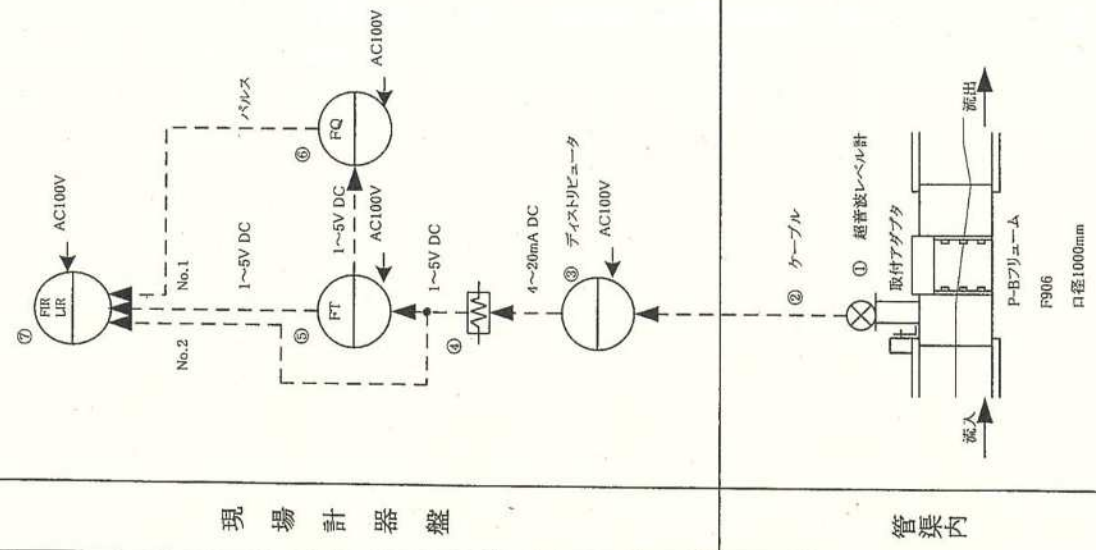 現場計器盤
⑦
FIR
LIR
AC100V
No.2
No.1
1~5V DC
パルス
⑤
FT
AC100V
1~5V DC
⑥
FQ
AC100V
1~5V DC
④
4~20mA DC
③ ディストリビュータ
AC100V
管渠内
② ケーブル
① 超音波レベル計
取付アダプタ
流入
流出
P-Bフリューム
F906
口径1000mm